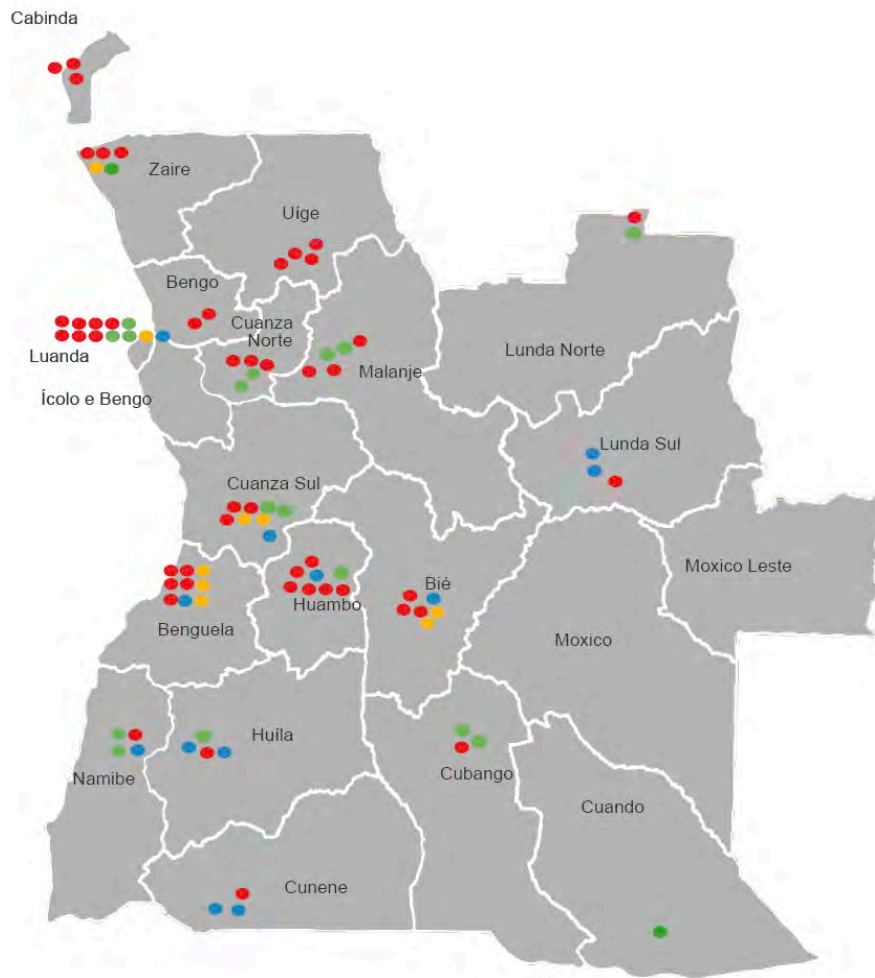 Cabinda
Zaire
Uíge
Bengo
Cuanza
Norte
Luanda
Malanje
Lunda Norte
Ícolo e Bengo
Lunda Sul
Cuanza Sul
Moxico Leste
Bié
Huambo
Benguela
Moxico
Huíla
Namibe
Cubango
Cuando
Cunene